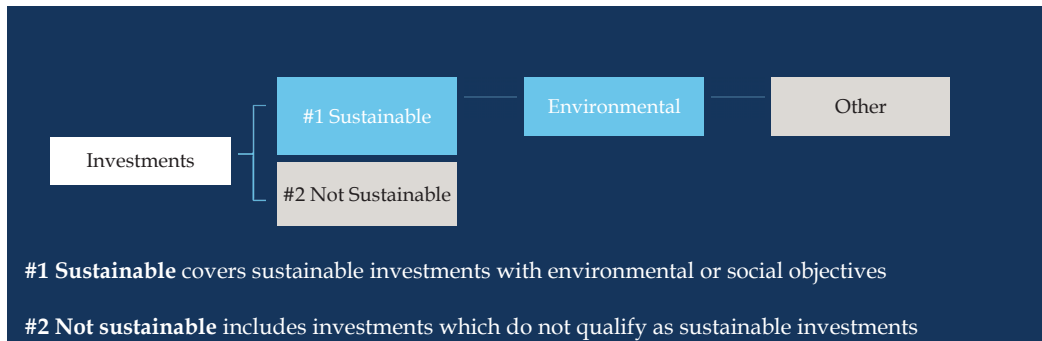 #1 Sustainable
Environmental
Other
Investments
#2 Not Sustainable
#1 Sustainable covers sustainable investments with environmental or social objectives
#2 Not sustainable includes investments which do not qualify as sustainable investments